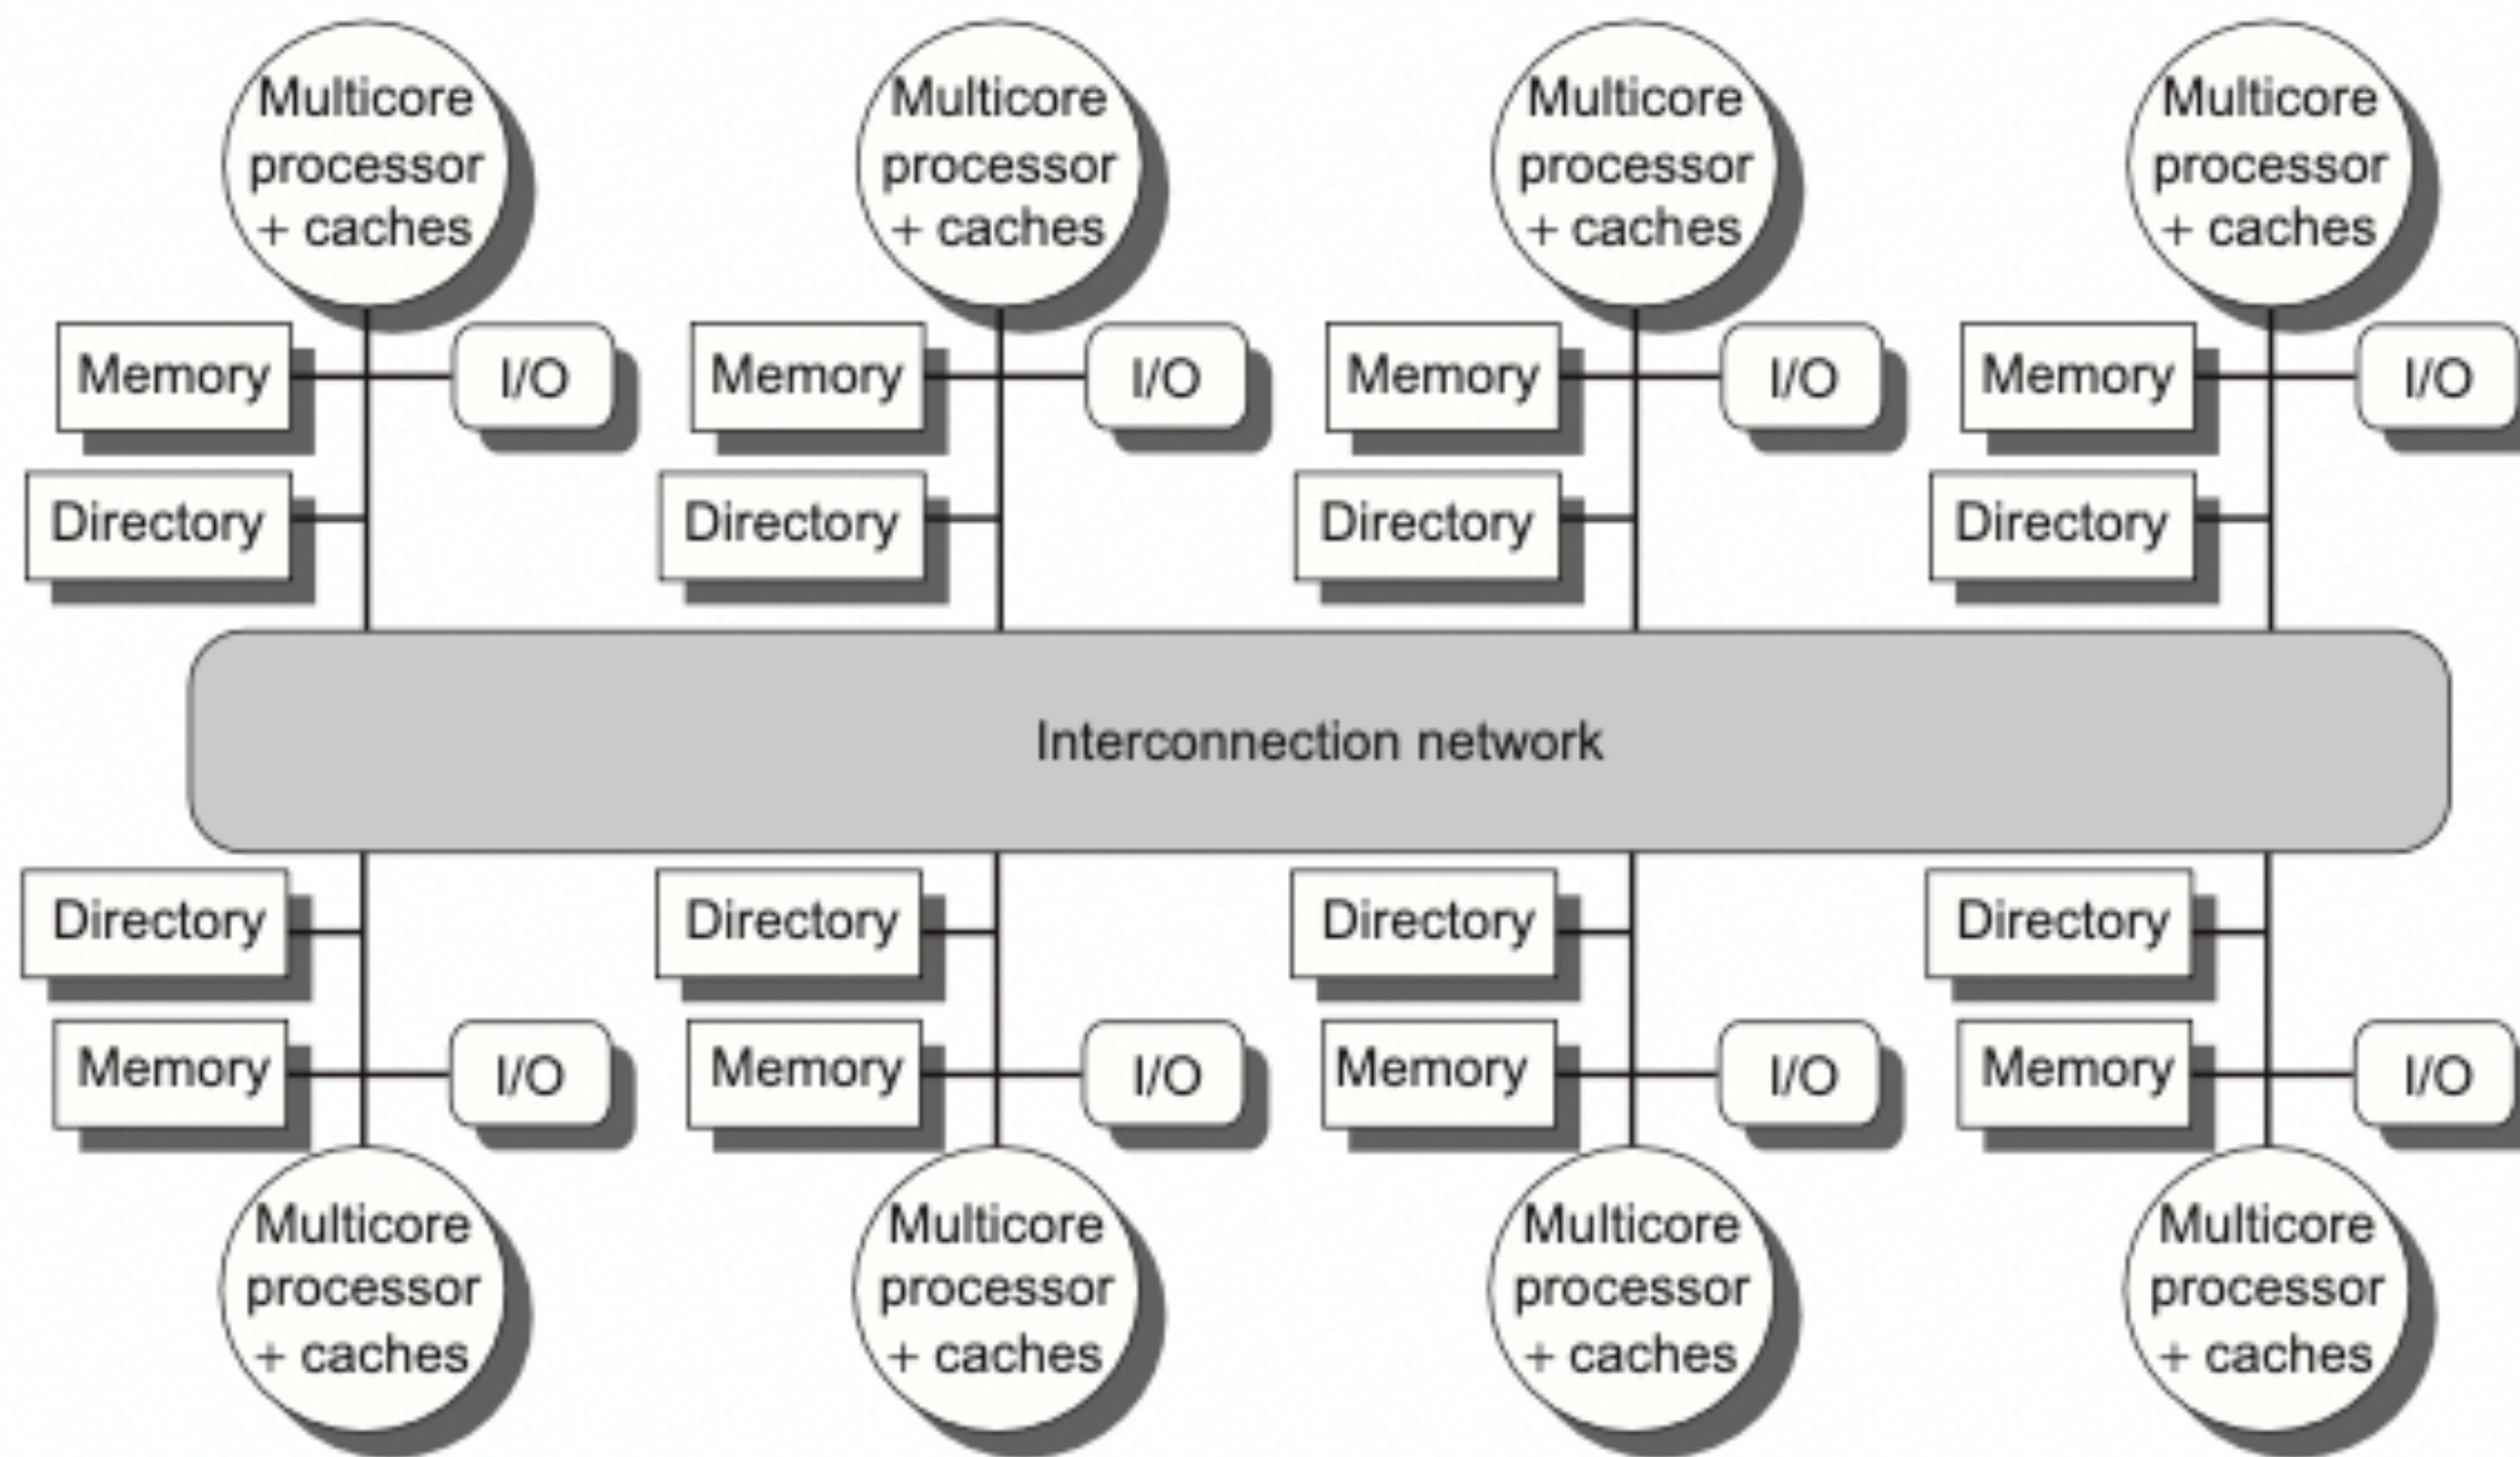 Multicore
processor
+ caches
Multicore
processor
+ caches
Multicore
processor
+ caches
Multicore
processor
+ caches
Memory
I/O
Memory
I/O
Memory
I/O
Memory
I/O
Directory
Directory
Directory
Directory
Interconnection network
Directory
Directory
Directory
Directory
Memory
I/O
Memory
I/O
Memory
I/O
Memory
I/O
Multicore
processor
+ caches
Multicore
processor
+ caches
Multicore
processor
+ caches
Multicore
processor
+ caches